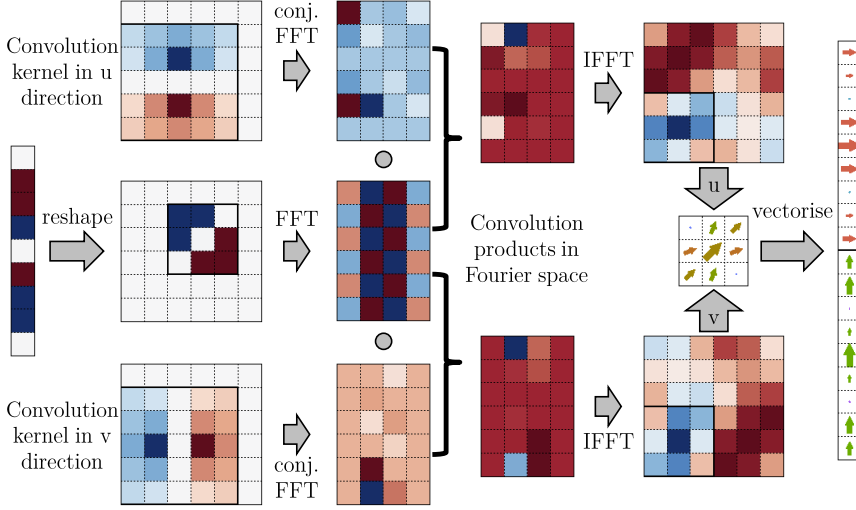 Convolution
kernel in u
direction
conj.
FFT
IFFT
reshape
FFT
Convolution
products in
Fourier space
u
vectorise
v
Convolution
kernel in v
direction
conj.
FFT
IFFT